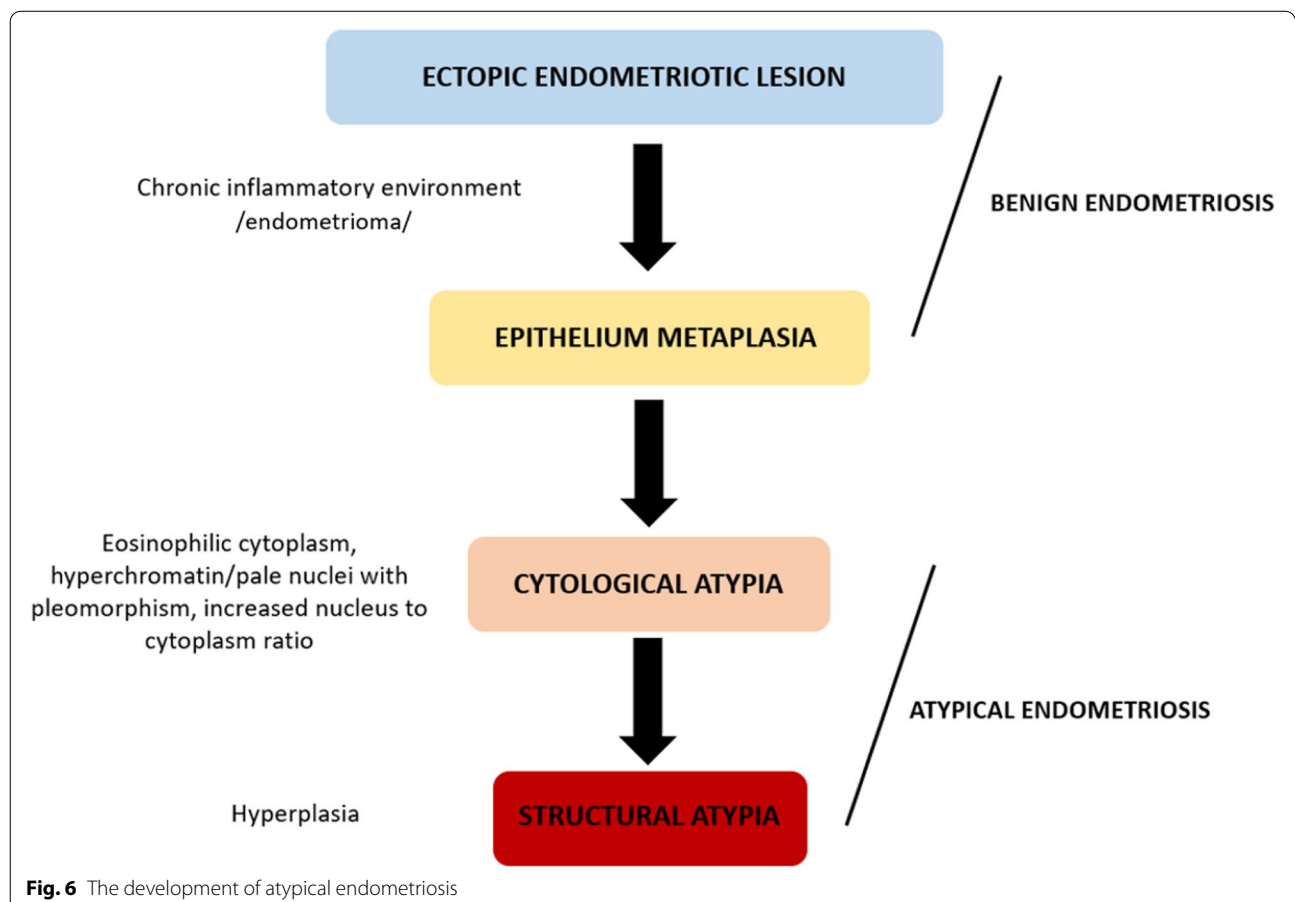 ECTOPIC ENDOMETRIOTIC LESION
Chronic inflammatory environment
/endometrioma/
BENIGN ENDOMETRIOSIS
EPITHELIUM METAPLASIA
Eosinophilic cytoplasm,
hyperchromatin/pale nuclei with
pleomorphism, increased nucleus to
cytoplasm ratio
CYTOLOGICAL ATYPIA
ATYPICAL ENDOMETRIOSIS
Hyperplasia
STRUCTURAL ATYPIA
Fig. 6 The development of atypical endometriosis